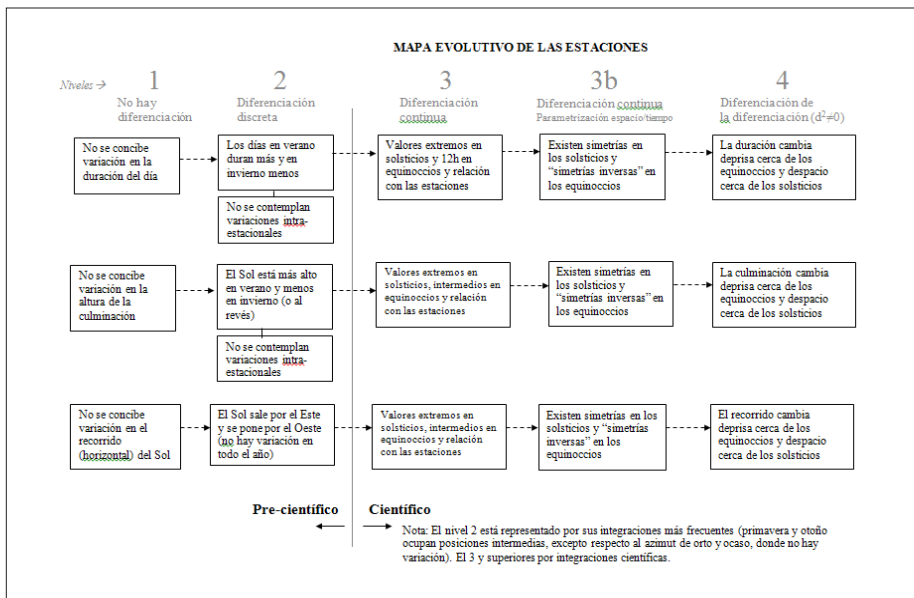 MAPA EVOLUTIVO DE LAS ESTACIONES
Niveles → 1 2 3 3b 4
No hay
diferenciación
Diferenciación
discreta
Diferenciación
continua
Diferenciación continua
Parametrización espacio/tiempo
Diferenciación de
la diferenciación (d²≠0)
No se concibe
variación en la
duración del día
Los días en verano
duran más y en
invierno menos
No se contemplan
variaciones intra-
estacionales
Valores extremos en
solsticios y 12h en
equinoccios y relación
con las estaciones
Existen simetrías en
los solsticios y
“simetrías inversas” en
los equinoccios
La duración cambia
deprisa cerca de los
equinoccios y despacio
cerca de los solsticios
No se concibe
variación en la
altura de la
culminación
El Sol está más alto
en verano y menos
en invierno (o al
revés)
No se contemplan
variaciones intra-
estacionales
Valores extremos en
solsticios, intermedios en
equinoccios y relación
con las estaciones
Existen simetrías en
los solsticios y
“simetrías inversas” en
los equinoccios
La culminación cambia
deprisa cerca de los
equinoccios y despacio
cerca de los solsticios
No se concibe
variación en el
recorrido
(horizontal) del Sol
El Sol sale por el Este
y se pone por el Oeste
(no hay variación en
todo el año)
Valores extremos en
solsticios, intermedios en
equinoccios y relación
con las estaciones
Existen simetrías en los
solsticios y “simetrías
inversas” en los
equinoccios
El recorrido cambia
deprisa cerca de los
equinoccios y despacio
cerca de los solsticios
Pre-científico
Científico
Nota: El nivel 2 está representado por sus integraciones más frecuentes (primavera y otoño
ocupan posiciones intermedias, excepto respecto al azimut de orto y ocaso, donde no hay
variación). El 3 y superiores por integraciones científicas.